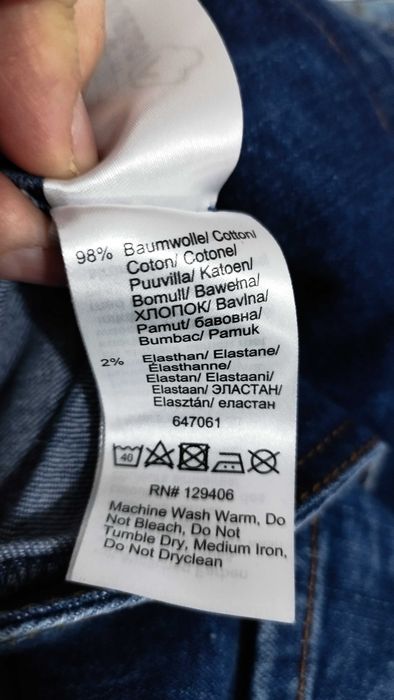 98% Baumwolle/ Cotton/
Coton/ Cotone/
Puuvilla/ Katoen/
Bomull/ Bawełna/
ХЛОПОК/ Bavlna/
Pamut/ бавовна/
Bumbac/ Pamuk
2% Elasthan/ Elastane/
Élasthanne/
Elastan/ Elastaani/
Elastaan/ ЭЛАСТАН/
Elasztán/ еластан
647061
40
RN# 129406
Machine Wash Warm, Do
Not Bleach, Do Not
Tumble Dry, Medium Iron,
Do Not Dryclean